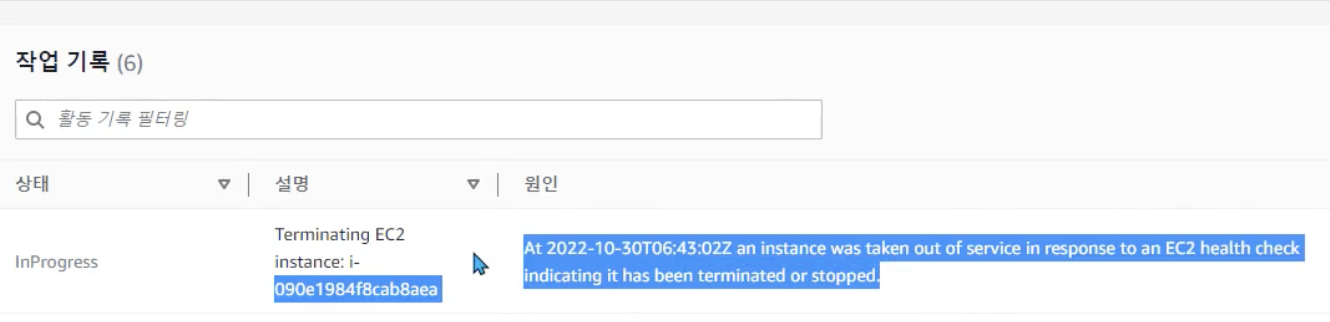 작업 기록 (6)
활동 기록 필터링
상태 설명 원인
InProgress
Terminating EC2
instance: i-
090e1984f8cab8aea
At 2022-10-30T06:43:02Z an instance was taken out of service in response to an EC2 health check
indicating it has been terminated or stopped.